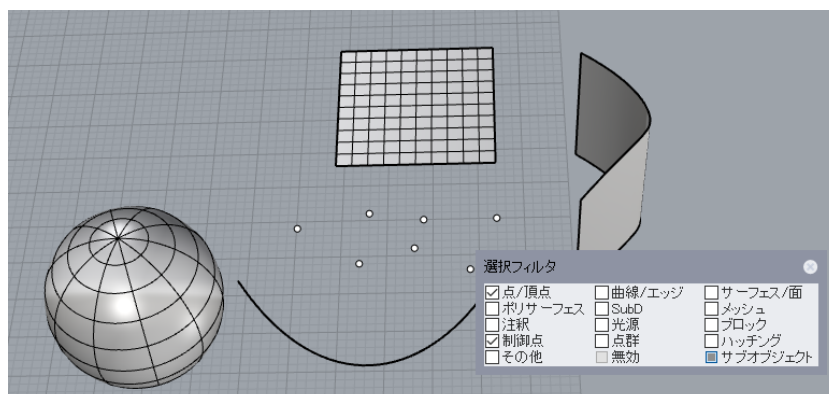 選択フィルタ
点/頂点 曲線/エッジ サーフェス/面
ポリサーフェス SubD メッシュ
注釈 光源 ブロック
制御点 点群 ハッチング
その他 無効 サブオブジェクト